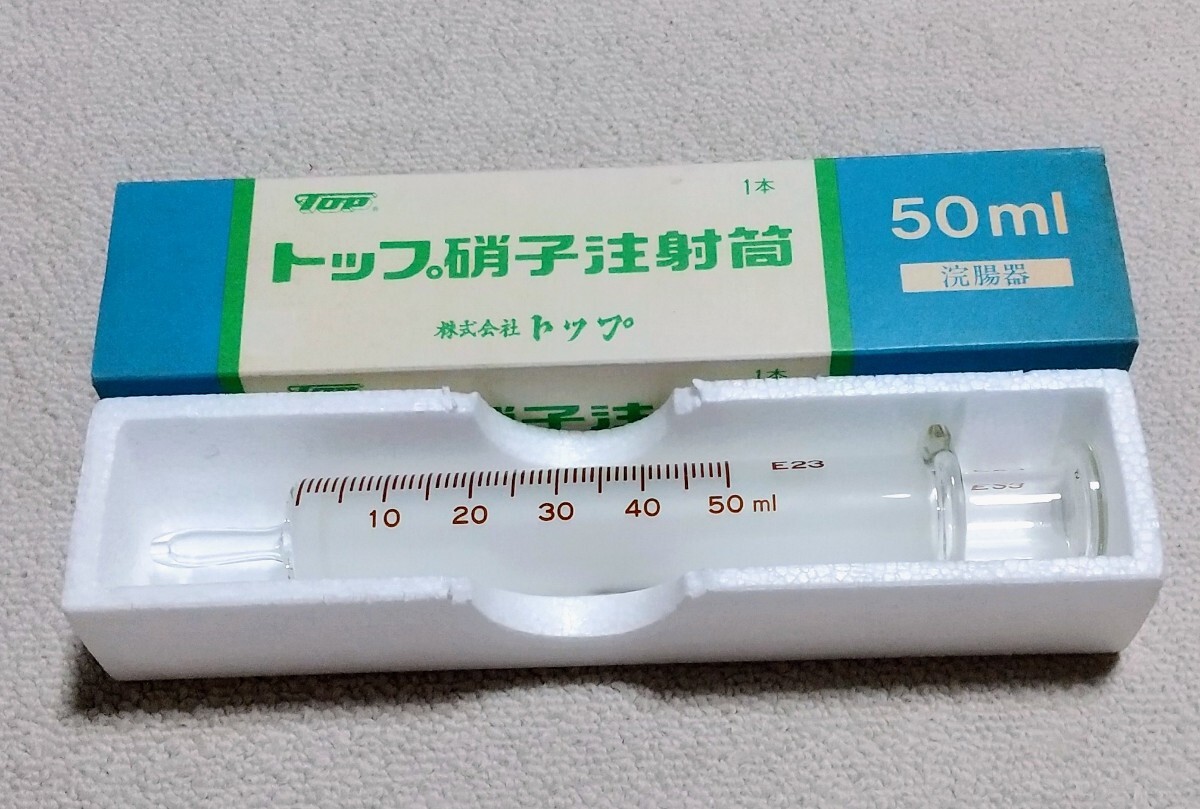 TOP
1本
トップ硝子注射筒
株式会社トップ
50ml
浣腸器
TOP
1本
硝子注
E23
10 20 30 40 50 ml